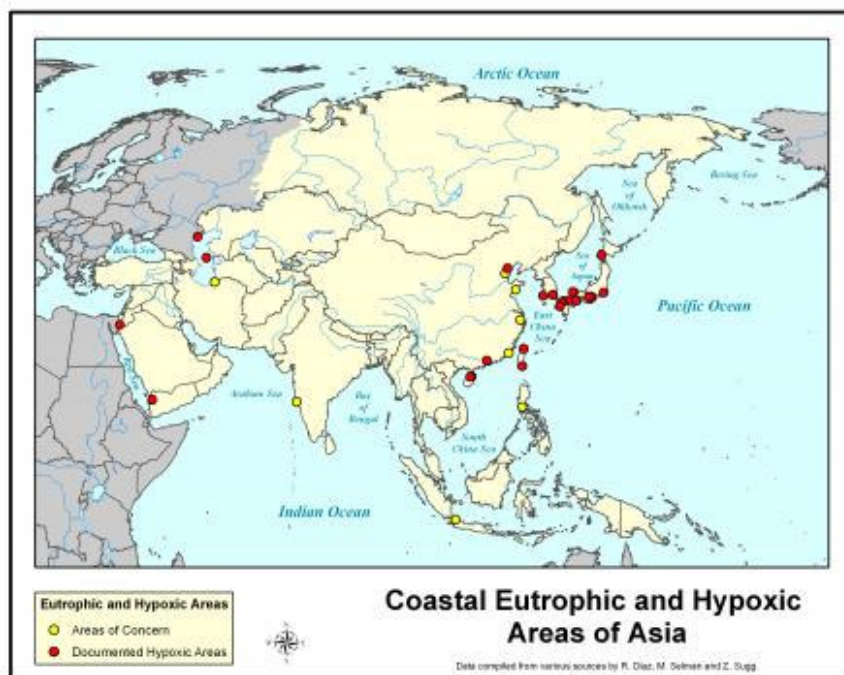 Arctic Ocean
Bering Sea
Sea
of
Okhotsk
Black Sea
Sea
of
Japan
Pacific Ocean
East
China
Sea
Red Sea
Arabian Sea
Bay
of
Bengal
South
China Sea
Indian Ocean
Eutrophic and Hypoxic Areas
Areas of Concern
Documented Hypoxic Areas
Coastal Eutrophic and Hypoxic
Areas of Asia
Data compiled from various sources by R. Diaz, M. Selman and Z. Sugg